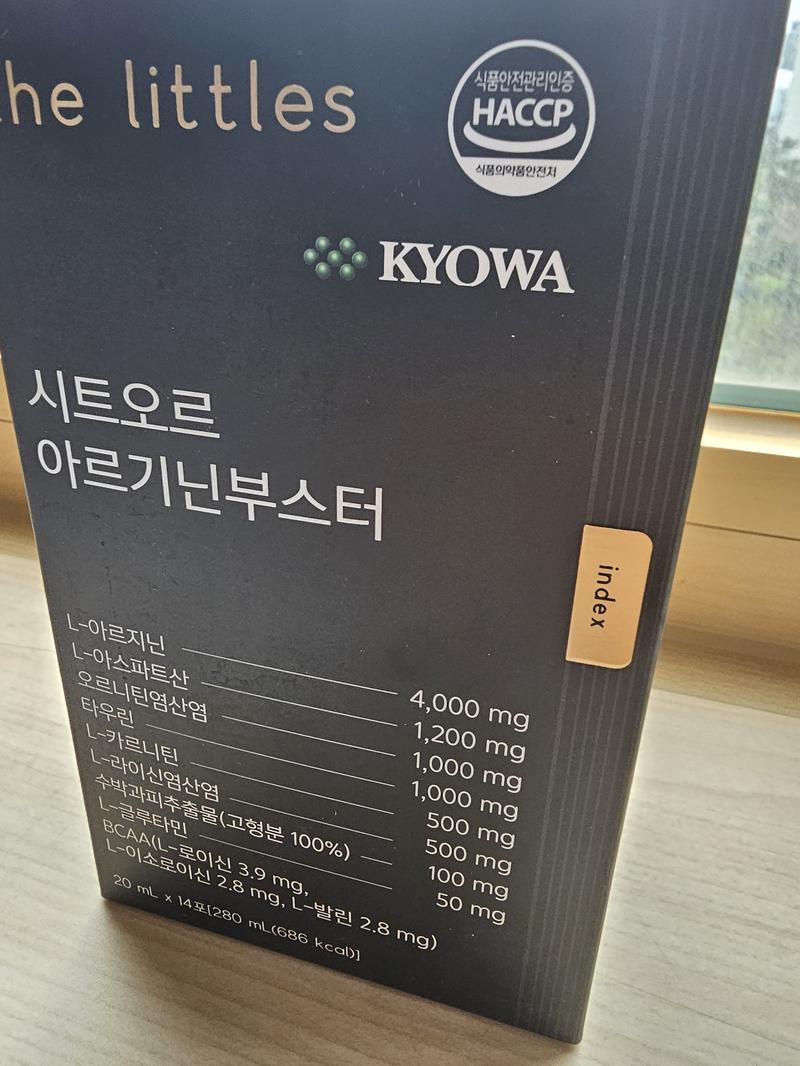 he littles
식품안전관리인증
HACCP
식품의약품안전처
KYOWA
시트오르
아르기닌부스터
index
L-아르지닌 4,000 mg
L-아스파트산 1,200 mg
오르니틴염산염 1,000 mg
타우린 1,000 mg
L-카르니틴 500 mg
L-라이신염산염 500 mg
수박과피추출물(고형분 100%) 100 mg
L-글루타민 50 mg
BCAA(L-로이신 3.9 mg,
L-이소로이신 2.8 mg, L-발린 2.8 mg)
20 mL x 14포[280 mL(686 kcal)]